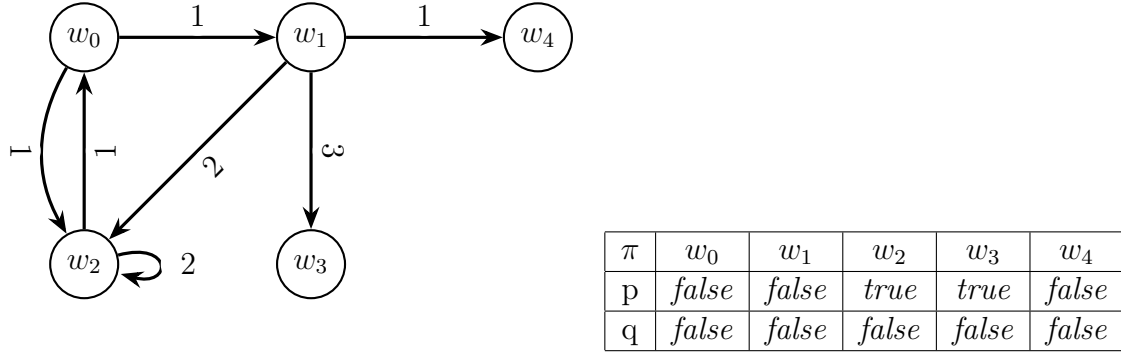 w₀ 1 w₁ 1 w₄
1 1 2 3
w₂ 2 w₃
π w₀ w₁ w₂ w₃ w₄
p false false true true false
q false false false false false